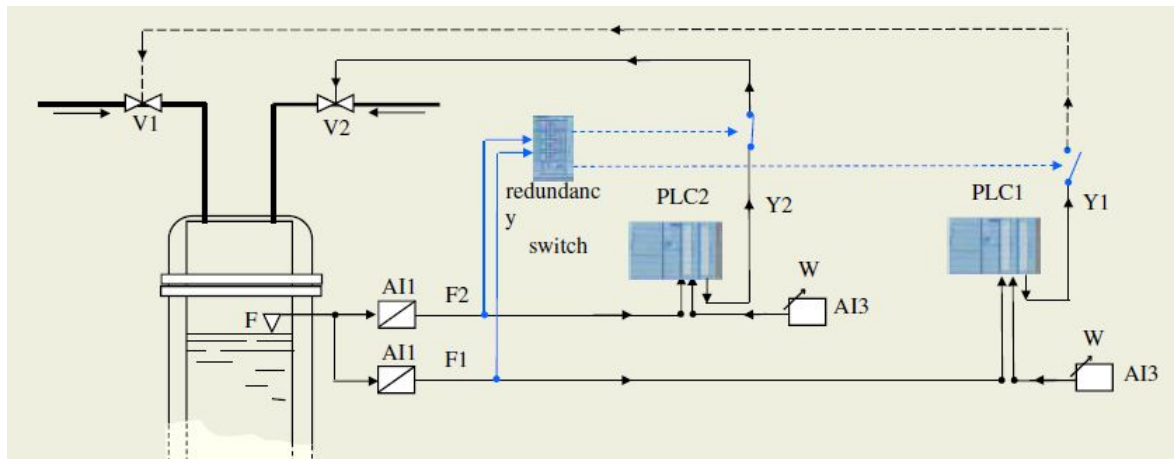 V1
V2
redundanc
y
switch
PLC2
PLC1
Y2
Y1
W
AI3
AI1
F2
F
AI1
F1
W
AI3